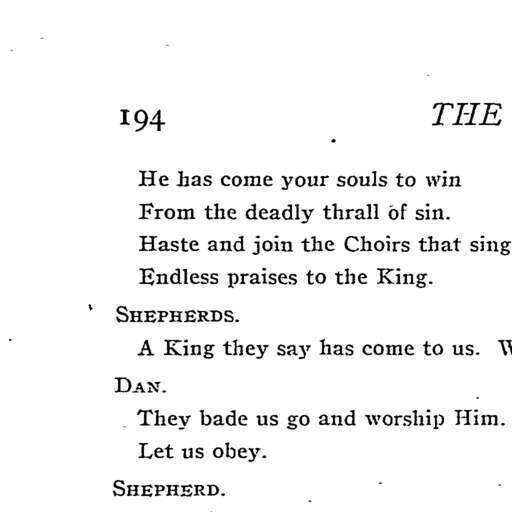 194 THE
He has come your souls to win
From the deadly thrall of sin.
Haste and join the Choirs that sing
Endless praises to the King.
SHEPHERDS.
A King they say has come to us.
DAN.
They bade us go and worship Him.
Let us obey.
SHEPHERD.